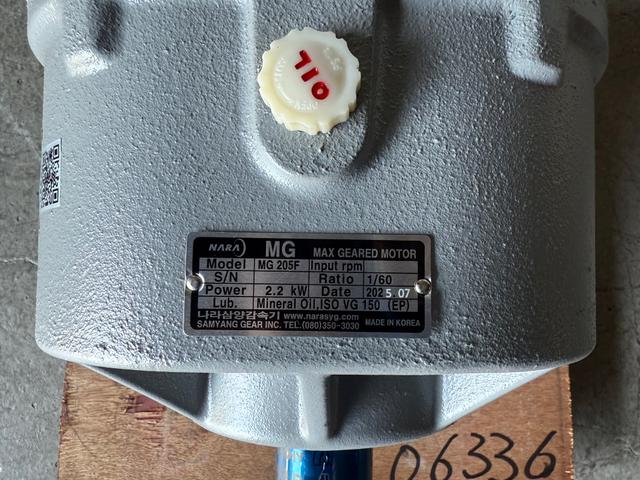 OIL
NARA MG MAX GEARED MOTOR
Model MG 205F Input rpm
S/N Ratio 1/60
Power 2.2 kW Date 2025.07
Lub. Mineral Oil,ISO VG 150 (EP)
나라삼양감속기 www.narasyg.com
SAMYANG GEAR INC. TEL.(080)350-3030 MADE IN KOREA
06336